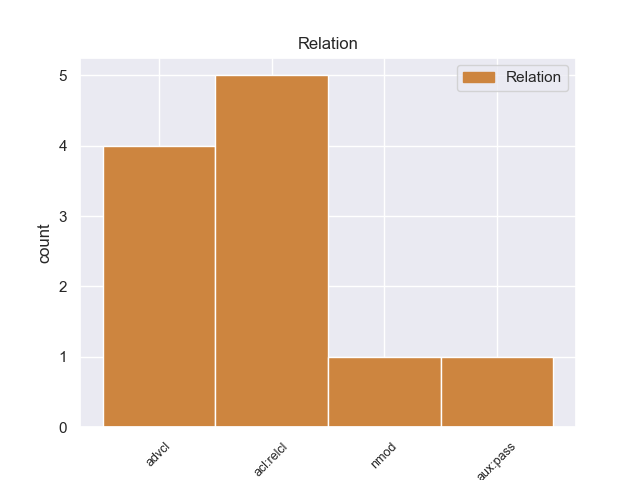 Relation
Relation
count
5
4
3
2
1
0
advcl
acl:relcl
nmod
aux:pass